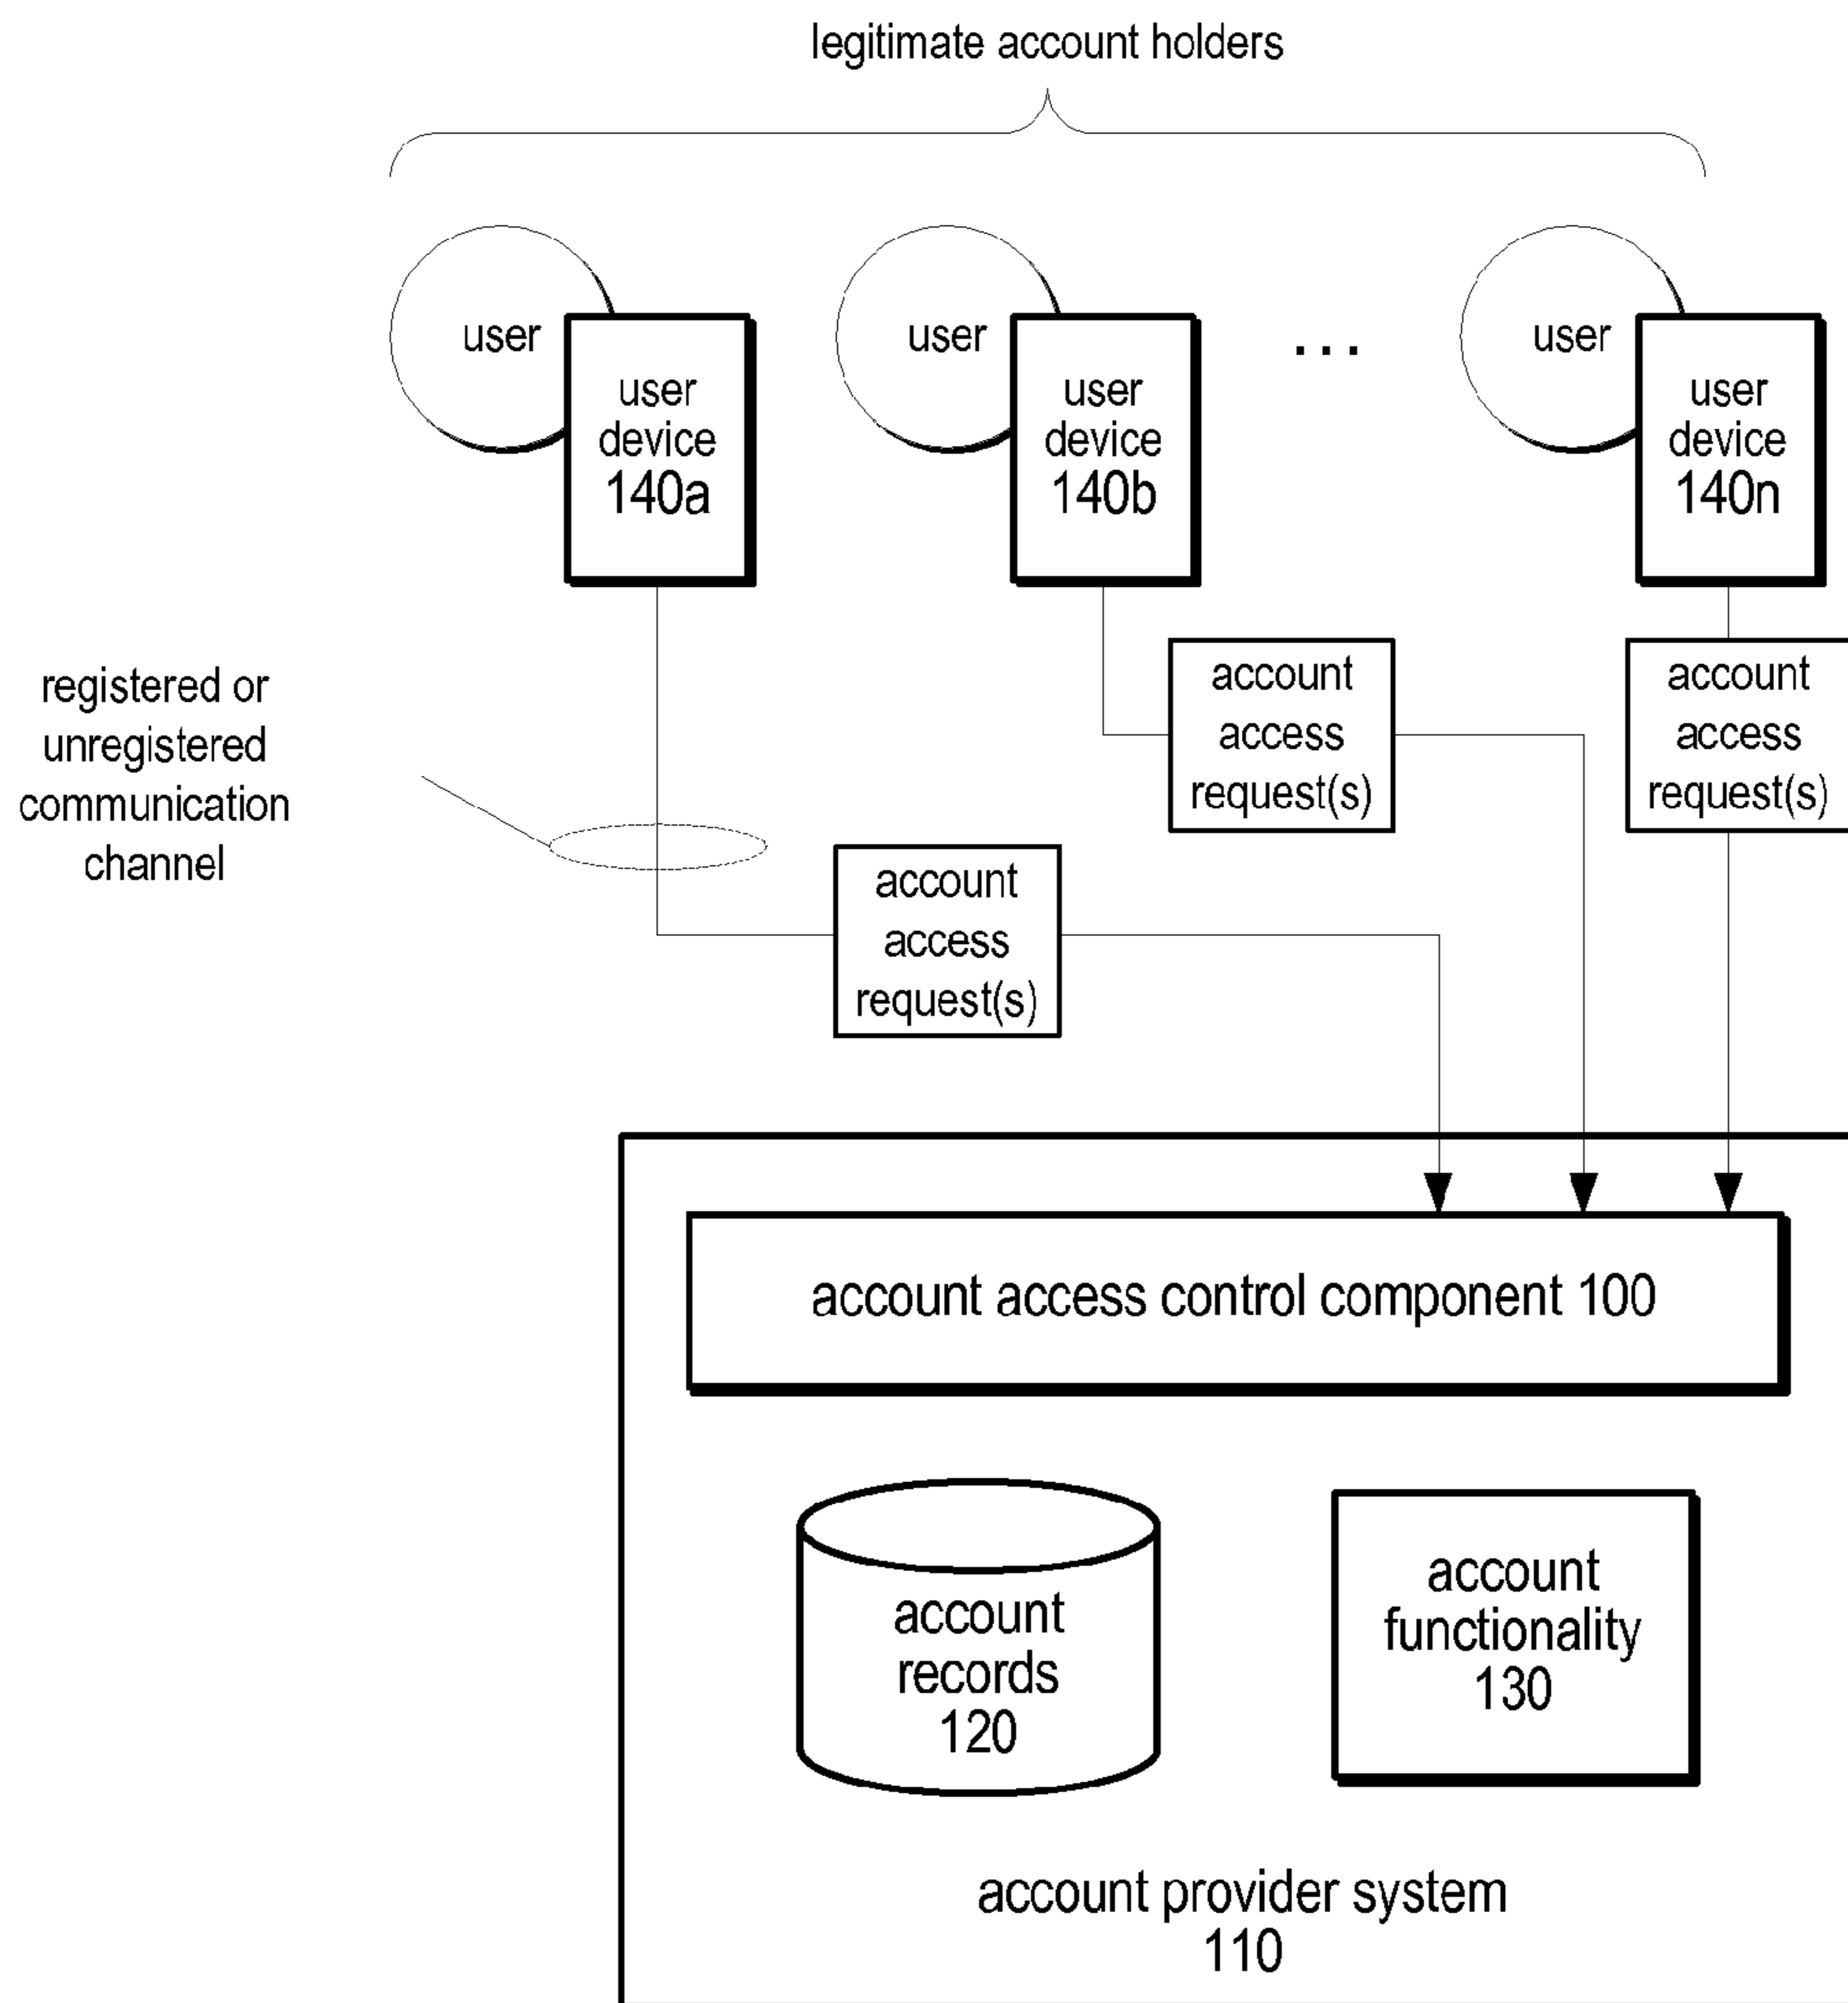 legitimate account holders
user
user
device
140a
user
user
device
140b
...
user
user
device
140n
registered or
unregistered
communication
channel
account
access
request(s)
account
access
request(s)
account
access
request(s)
account access control component 100
account
records
120
account
functionality
130
account provider system
110